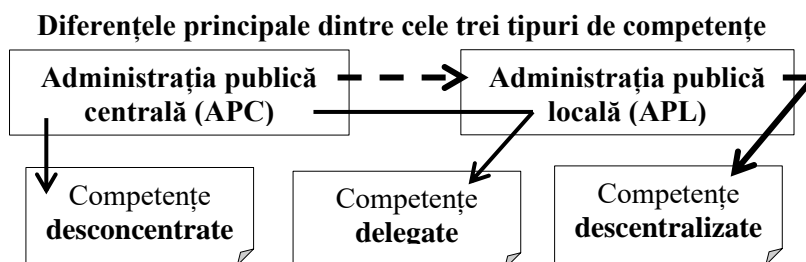 Diferențele principale dintre cele trei tipuri de competențe
Administrația publică
centrală (APC)
Administrația publică
locală (APL)
Competențe
desconcentrate
Competențe
delegate
Competențe
descentralizate